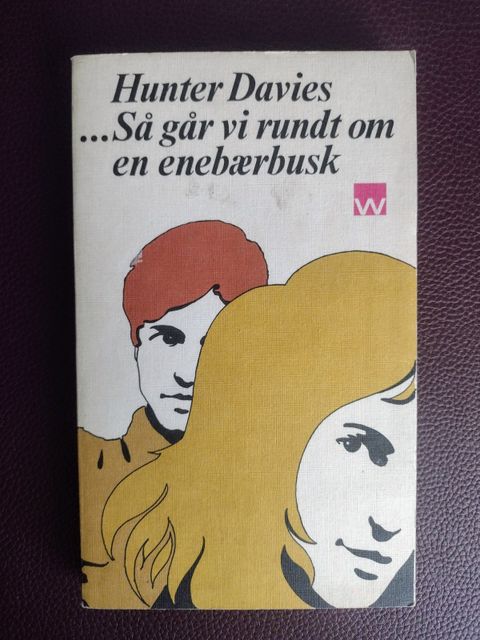 Hunter Davies
...Så går vi rundt om
en enebærbusk
W